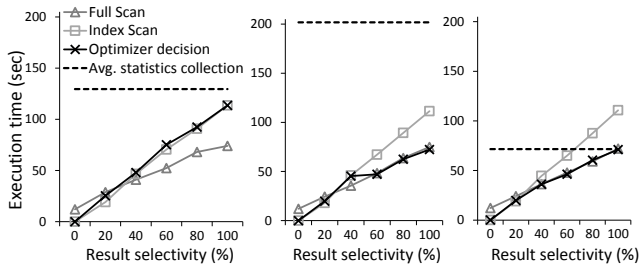 Full Scan
Index Scan
Optimizer decision
Avg. statistics collection
Execution time (sec)
200
150
100
50
0
0 20 40 60 80 100
Result selectivity (%)
200
150
100
50
0
0 20 40 60 80 100
Result selectivity (%)
200
150
100
50
0
0 20 40 60 80 100
Result selectivity (%)